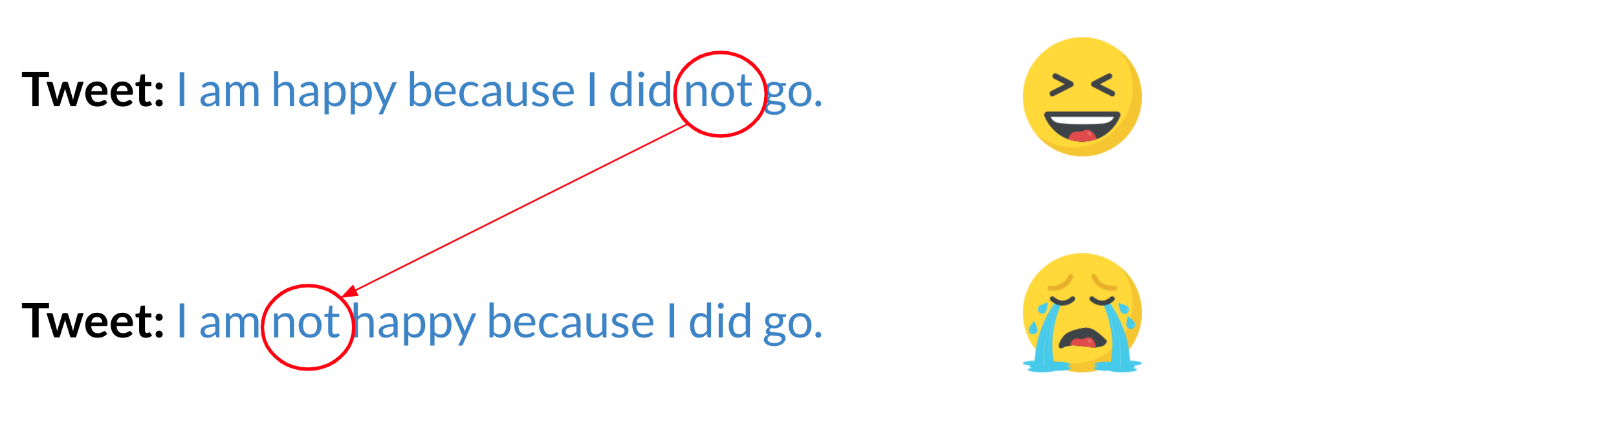 Tweet: I am happy because I did not go.
Tweet: I am not happy because I did go.